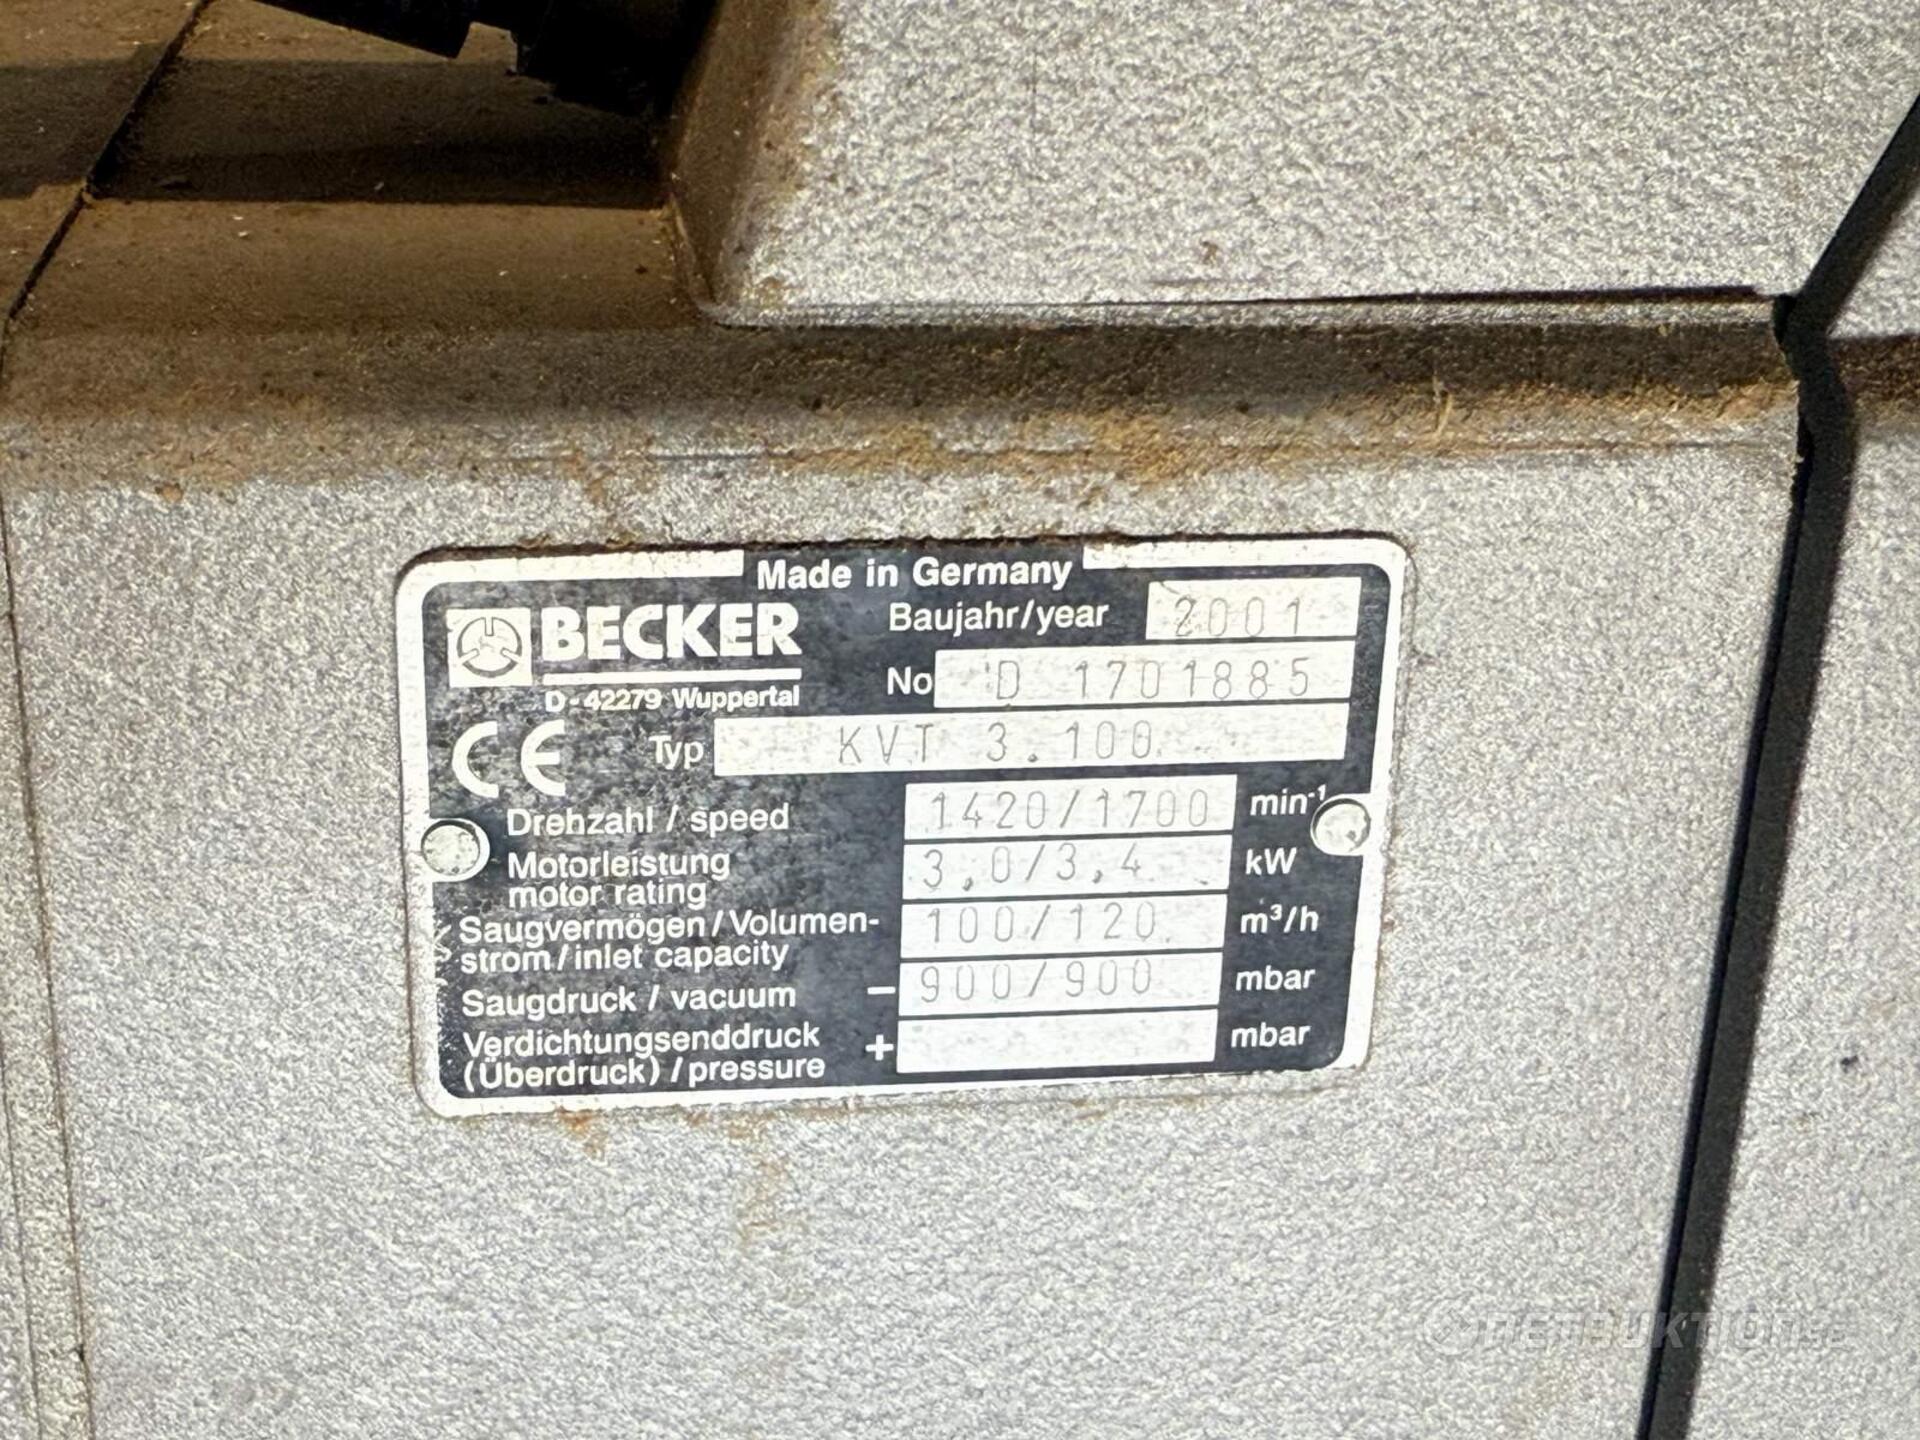 Made in Germany
BECKER
D-42279 Wuppertal
Baujahr/year 2001
No D 1701885
CE Typ KVT 3.100
Drehzahl / speed 1420/1700 min-1
Motorleistung
motor rating 3,0/3,4 kW
Saugvermögen/Volumen-
strom/inlet capacity 100/120 m³/h
Saugdruck / vacuum - 900/900 mbar
Verdichtungsenddruck
(Überdruck) / pressure + mbar
NETAUKTION.SE